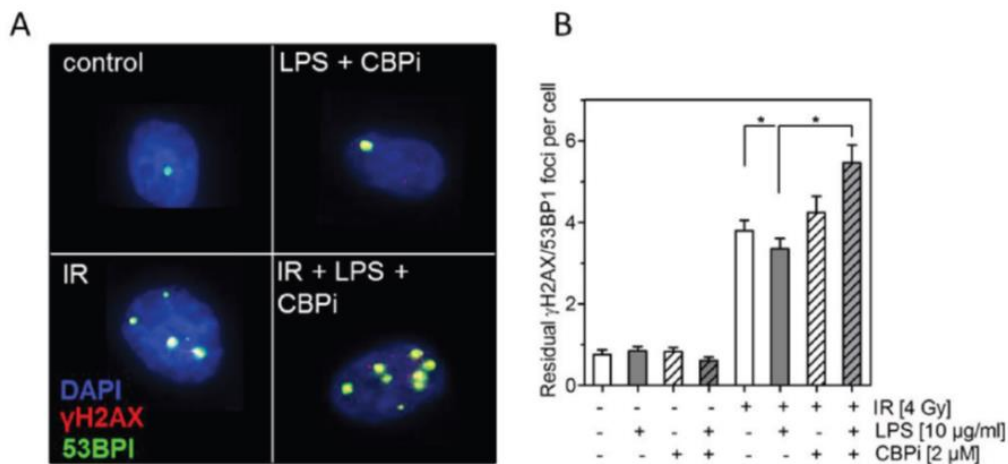 A
B
control
LPS + CBPi
IR
IR + LPS +
CBPi
DAPI
γH2AX
53BPI
Residual γH2AX/53BP1 foci per cell
6
4
2
0
* *
- - - - + + + + IR [4 Gy]
- + - + - + - + LPS [10 µg/ml]
- - + + - - + + CBPi [2 µM]